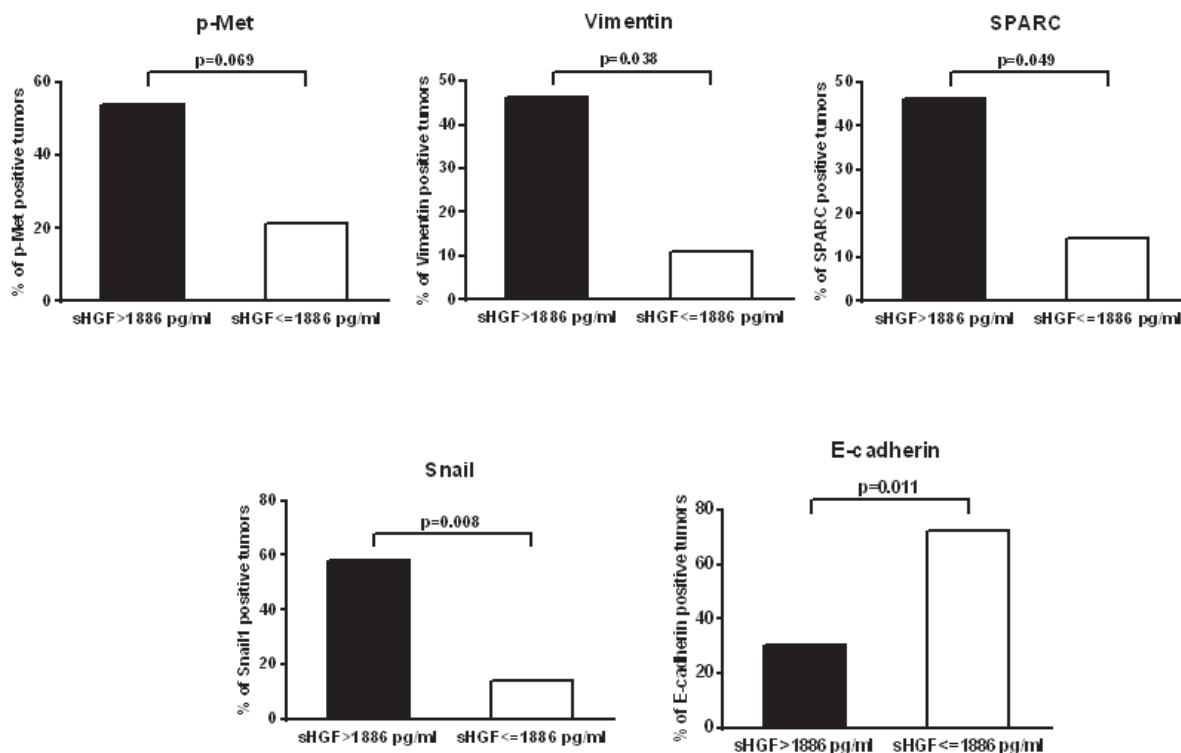 p-Met
p=0.069
% of p-Met positive tumors
60
40
20
0
sHGF>1886 pg/ml
sHGF<=1886 pg/ml
Vimentin
p=0.038
% of Vimentin positive tumors
50
40
30
20
10
0
sHGF>1886 pg/ml
sHGF<=1886 pg/ml
SPARC
p=0.049
% of SPARC positive tumors
50
40
30
20
10
0
sHGF>1886 pg/ml
sHGF<=1886 pg/ml
Snail
p=0.008
% of Snail1 positive tumors
80
60
40
20
0
sHGF>1886 pg/ml
sHGF<=1886 pg/ml
E-cadherin
p=0.011
% of E-cadherin positive tumors
80
60
40
20
0
sHGF>1886 pg/ml
sHGF<=1886 pg/ml